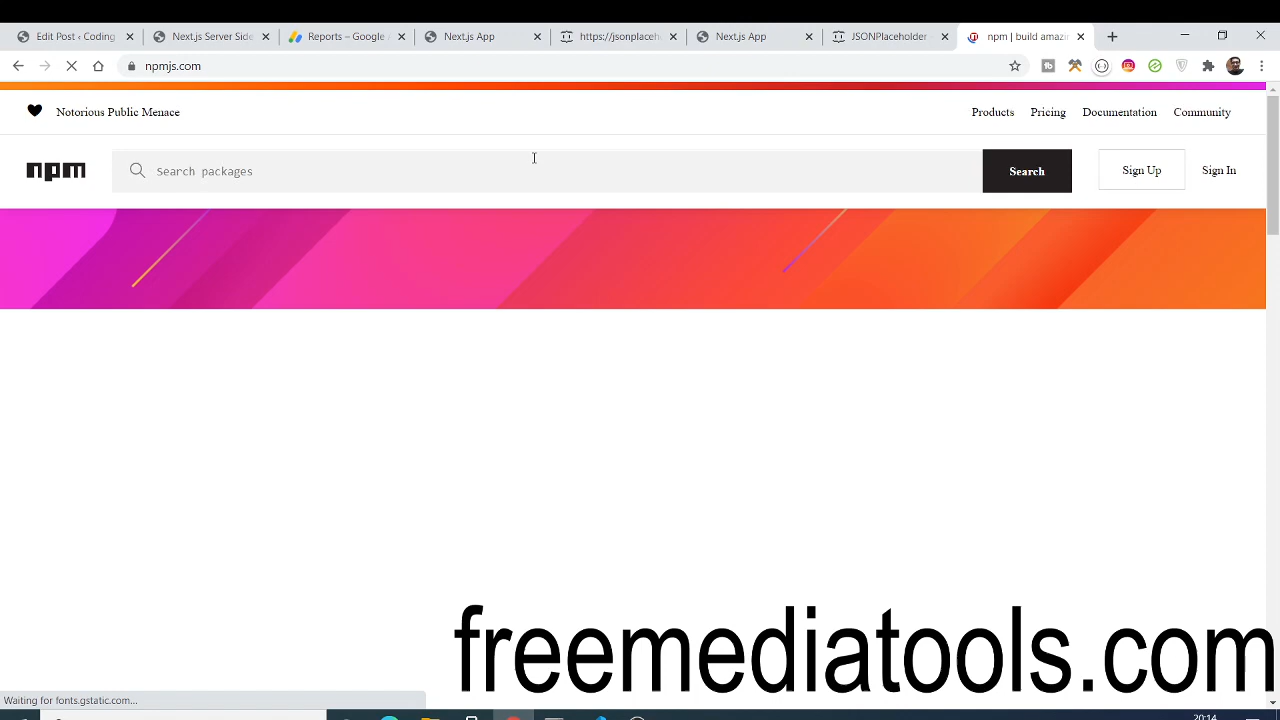 Edit Post ‹ Coding
Next.js Server Side
Reports – Google
Next.js App
https://jsonplaceh
Next.js App
JSONPlaceholder -
npm | build amazi
npmjs.com
Notorious Public Menace
Products
Pricing
Documentation
Community
npm
Search packages
Search
Sign Up
Sign In
freemediatools.com
Waiting for fonts.gstatic.com...
20:14